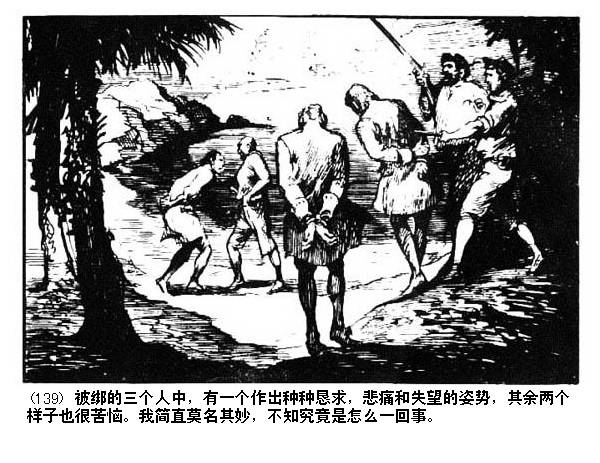 (139) 被绑的三个人中，有一个作出种种恳求，悲痛和失望的姿势，其余两个
样子也很苦恼。我简直莫名其妙，不知究竟是怎么一回事。